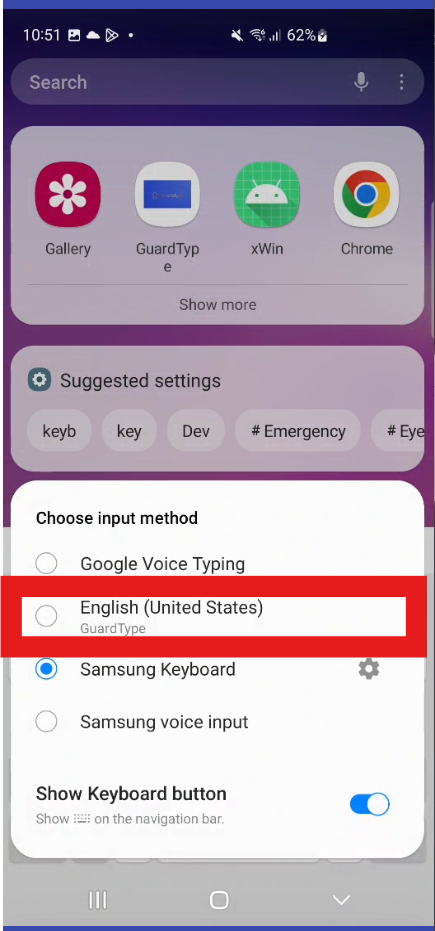 10:51
62%
Search
Gallery
GuardTyp
e
xWin
Chrome
Show more
Suggested settings
keyb
key
Dev
# Emergency
# Eye
Choose input method
Google Voice Typing
English (United States)
GuardType
Samsung Keyboard
Samsung voice input
Show Keyboard button
Show on the navigation bar.